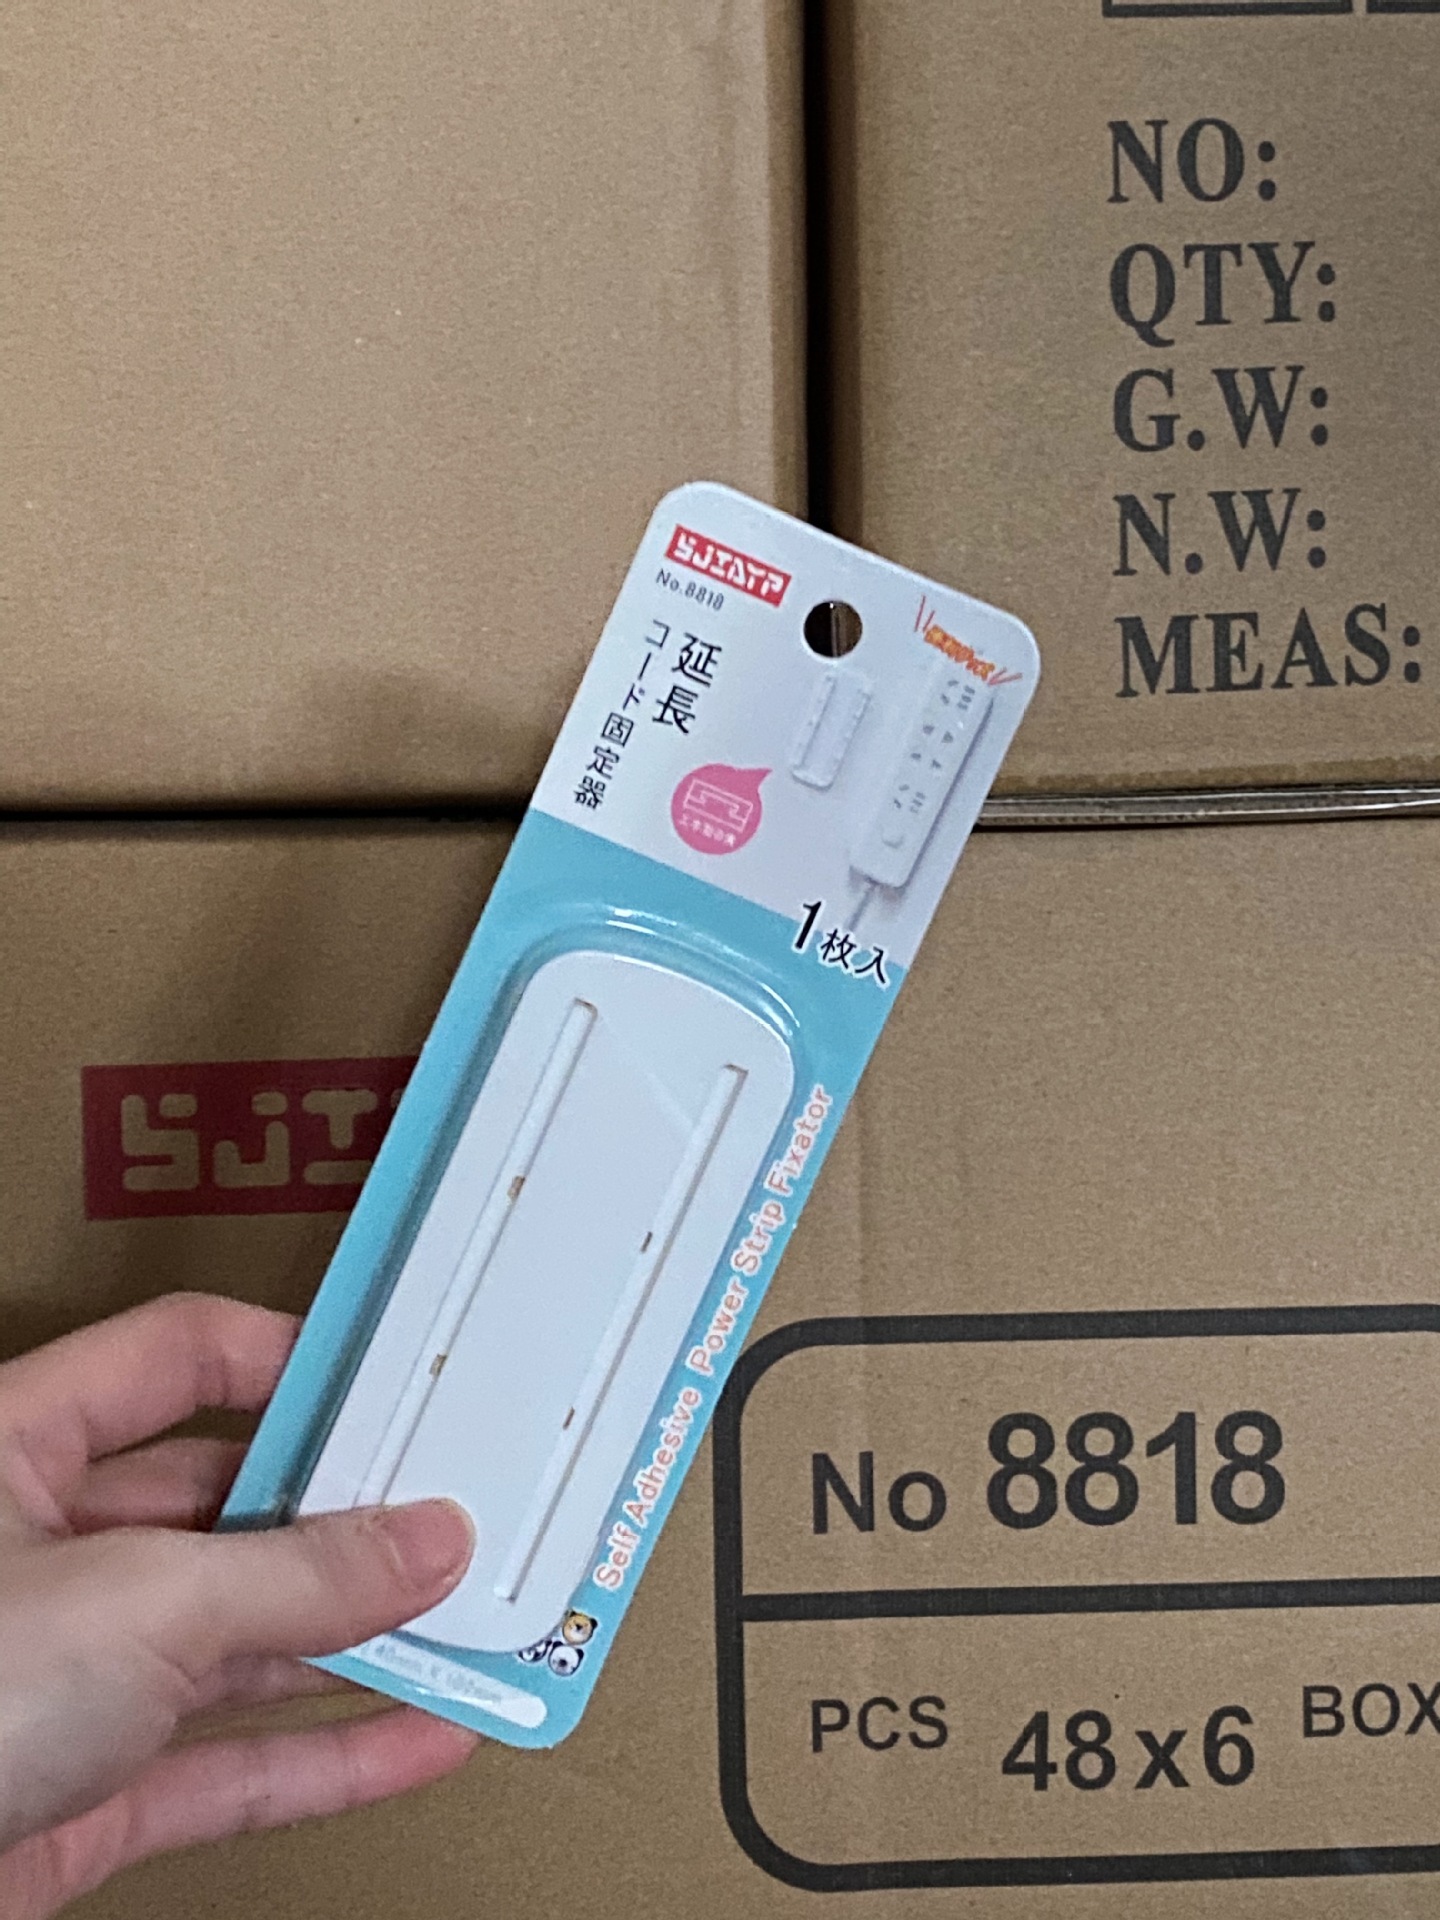 NO:
QTY:
G.W:
N.W:
MEAS:
SJIAYP
No.8818
延長
コード固定器
1枚入
Self Adhesive Power Strip Fixator
SJI
No 8818
PCS 48x6 BOX